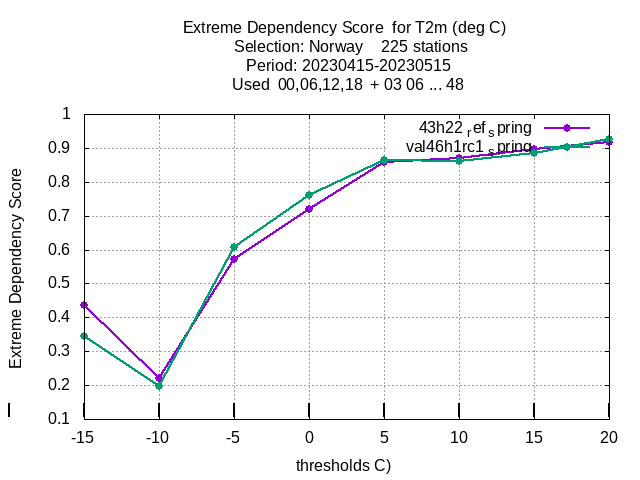 Extreme Dependency Score for T2m (deg C)
Selection: Norway 225 stations
Period: 20230415-20230515
Used 00,06,12,18 + 03 06 ... 48
43h22ref spring
val46h1rc1 spring
1
0.9
0.8
0.7
0.6
0.5
0.4
0.3
0.2
0.1
Extreme Dependency Score
-15 -10 -5 0 5 10 15 20
thresholds C)